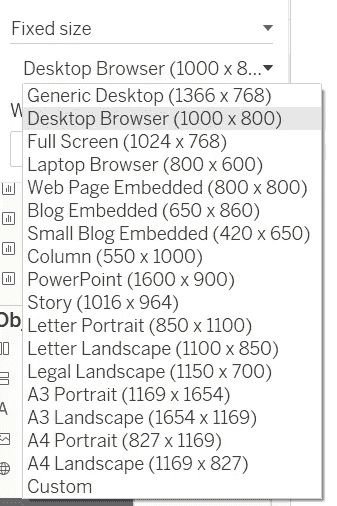 Fixed size
Desktop Browser (1000 x 8...
W
Generic Desktop (1366 x 768)
Desktop Browser (1000 x 800)
Full Screen (1024 x 768)
Laptop Browser (800 x 600)
Web Page Embedded (800 x 800)
Blog Embedded (650 x 860)
Small Blog Embedded (420 x 650)
Column (550 x 1000)
PowerPoint (1600 x 900)
Story (1016 x 964)
Ob
Letter Portrait (850 x 1100)
Letter Landscape (1100 x 850)
Legal Landscape (1150 x 700)
A3 Portrait (1169 x 1654)
A
A3 Landscape (1654 x 1169)
A4 Portrait (827 x 1169)
A4 Landscape (1169 x 827)
Custom